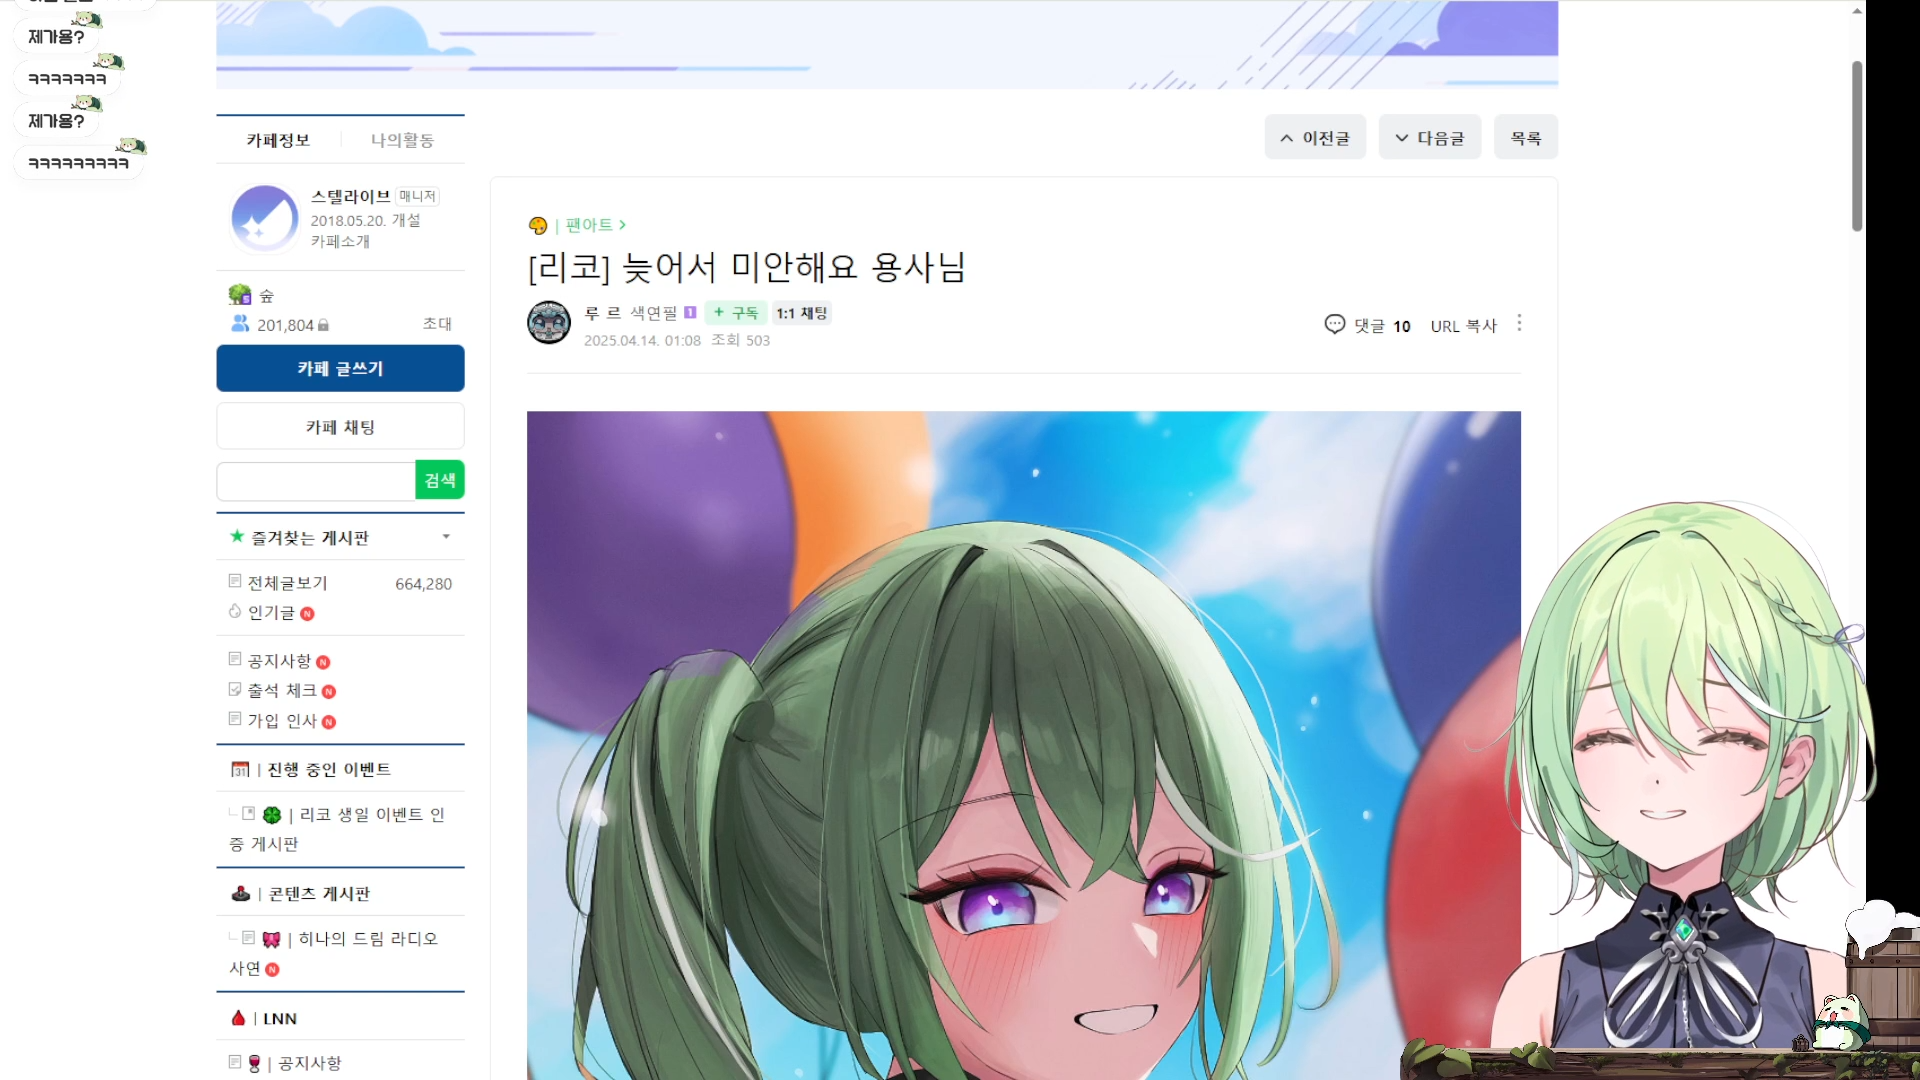 제가용?
ㅋㅋㅋㅋㅋㅋㅋ
제가용?
ㅋㅋㅋㅋㅋㅋㅋㅋㅋ
카페정보
나의활동
스텔라이브 매니저
2018.05.20. 개설
카페소개
숲
201,804
초대
카페 글쓰기
카페 채팅
검색
즐겨찾는 게시판
전체글보기 664,280
인기글 N
공지사항 N
출석 체크 N
가입 인사 N
31 | 진행 중인 이벤트
| 리코 생일 이벤트 인
증 게시판
| 콘텐츠 게시판
| 히나의 드림 라디오
사연 N
| LNN
| 공지사항
이전글
다음글
목록
| 팬아트 >
[리코] 늦어서 미안해요 용사님
루 르 색연필 1 + 구독 1:1 채팅
2025.04.14. 01:08 조회 503
댓글 10 URL 복사